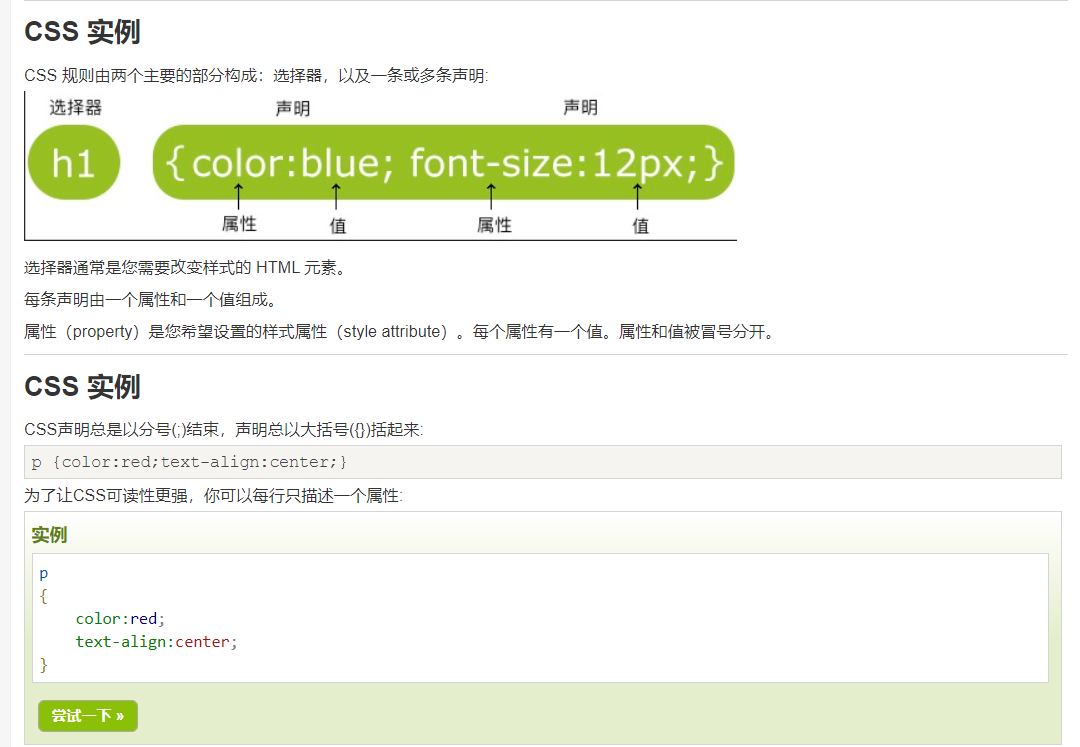 CSS 实例
CSS 规则由两个主要的部分构成：选择器，以及一条或多条声明:
选择器 声明 声明
h1 {color:blue; font-size:12px;}
属性 值 属性 值
选择器通常是您需要改变样式的 HTML 元素。
每条声明由一个属性和一个值组成。
属性（property）是您希望设置的样式属性（style attribute）。每个属性有一个值。属性和值被冒号分开。
CSS 实例
CSS声明总是以分号(;)结束，声明总以大括号({})括起来:
p {color:red;text-align:center;}
为了让CSS可读性更强，你可以每行只描述一个属性:
实例
p
{
    color:red;
    text-align:center;
}
尝试一下 »